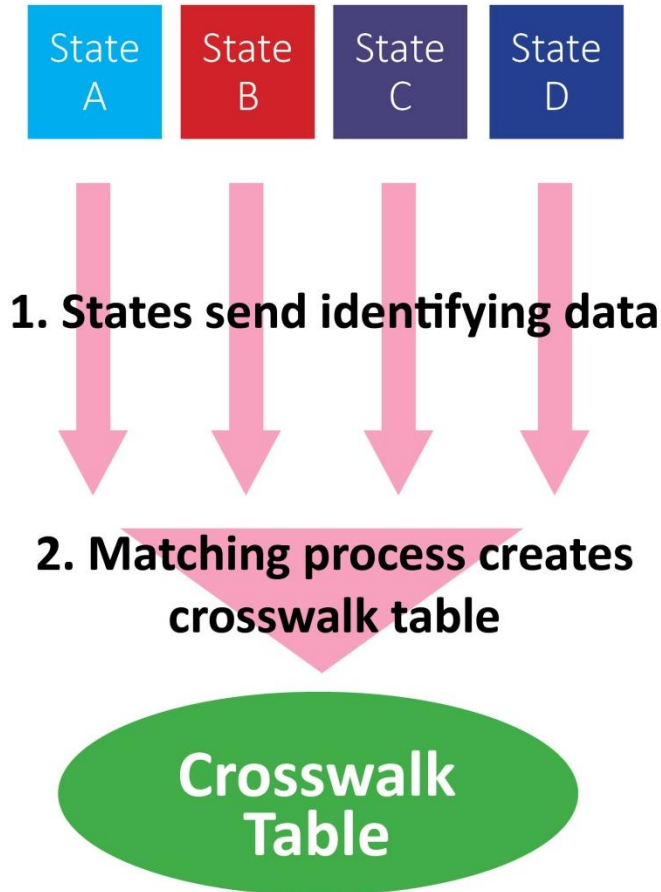 State
A
State
B
State
C
State
D
1. States send identifying data
2. Matching process creates
crosswalk table
Crosswalk
Table